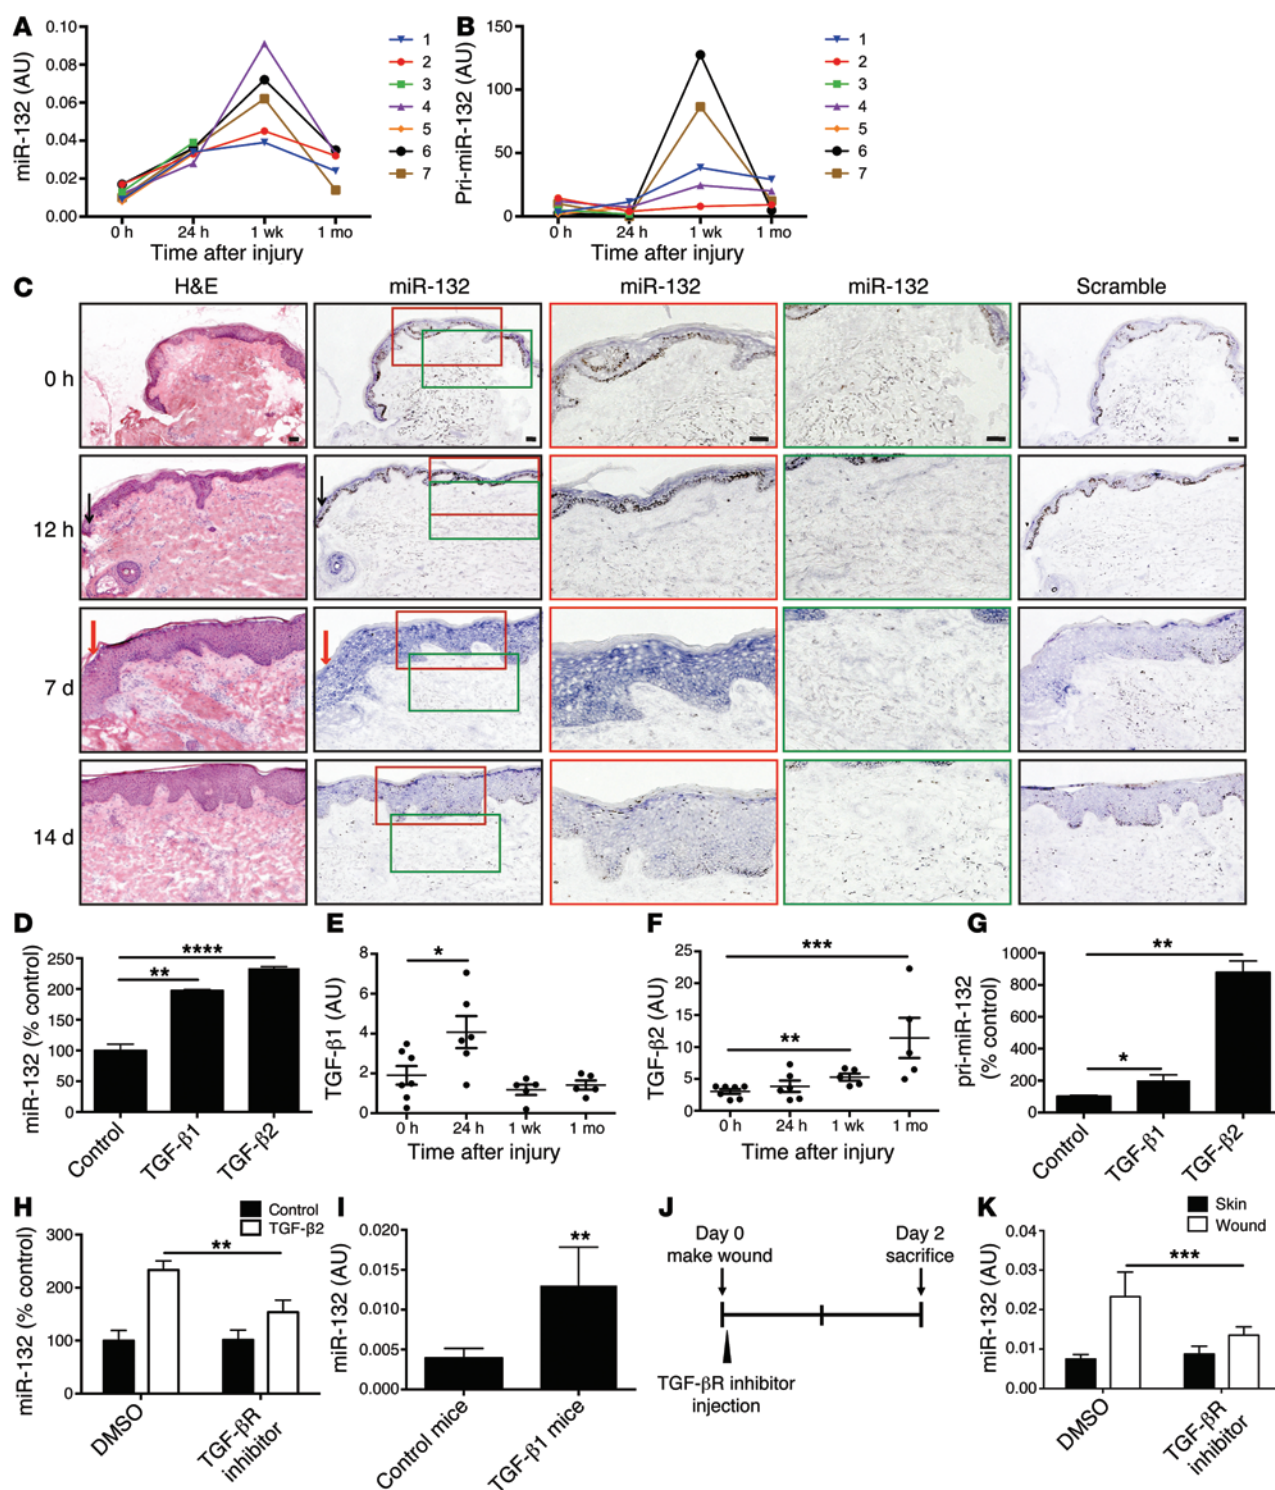 A
miR-132 (AU)
0.10
0.08
0.06
0.04
0.02
0.00
0 h
24 h
1 wk
1 mo
Time after injury
1
2
3
4
5
6
7
B
Pri-miR-132 (AU)
150
100
50
0
0 h
24 h
1 wk
1 mo
Time after injury
1
2
3
4
5
6
7
C
H&E
miR-132
miR-132
miR-132
Scramble
0 h
12 h
7 d
14 d
D
miR-132 (% control)
250
200
150
100
50
0
****
**
Control
TGF-β1
TGF-β2
E
TGF-β1 (AU)
8
6
4
2
0
*
0 h
24 h
1 wk
1 mo
Time after injury
F
TGF-β2 (AU)
25
20
15
10
5
0
***
**
0 h
24 h
1 wk
1 mo
Time after injury
G
pri-miR-132
(% control)
1000
800
600
400
200
0
**
*
Control
TGF-β1
TGF-β2
H
Control
TGF-β2
miR-132 (% control)
300
200
100
0
**
DMSO
TGF-βR
inhibitor
I
miR-132 (AU)
0.020
0.015
0.010
0.005
0.000
**
Control mice
TGF-β1 mice
J
Day 0
make wound
Day 2
sacrifice
TGF-βR inhibitor
injection
K
Skin
Wound
miR-132 (AU)
0.04
0.03
0.02
0.01
0.00
***
DMSO
TGF-βR
inhibitor